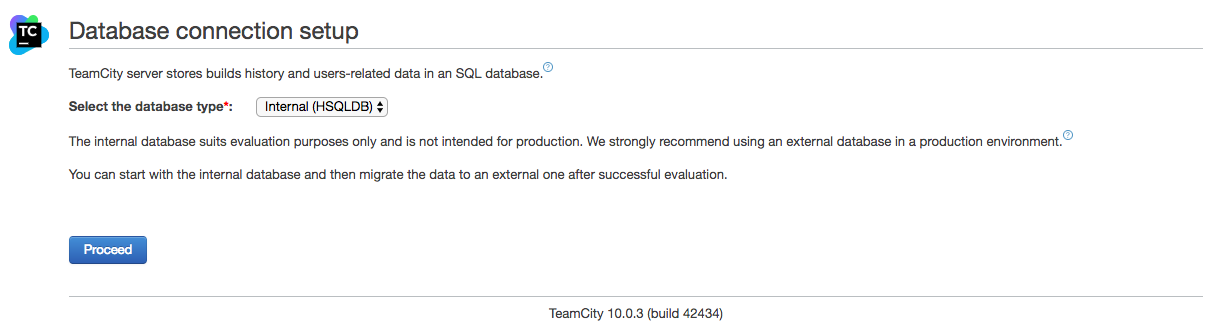 TC
Database connection setup
TeamCity server stores builds history and users-related data in an SQL database. ?
Select the database type*: Internal (HSQLDB)
The internal database suits evaluation purposes only and is not intended for production. We strongly recommend using an external database in a production environment. ?
You can start with the internal database and then migrate the data to an external one after successful evaluation.
Proceed
TeamCity 10.0.3 (build 42434)